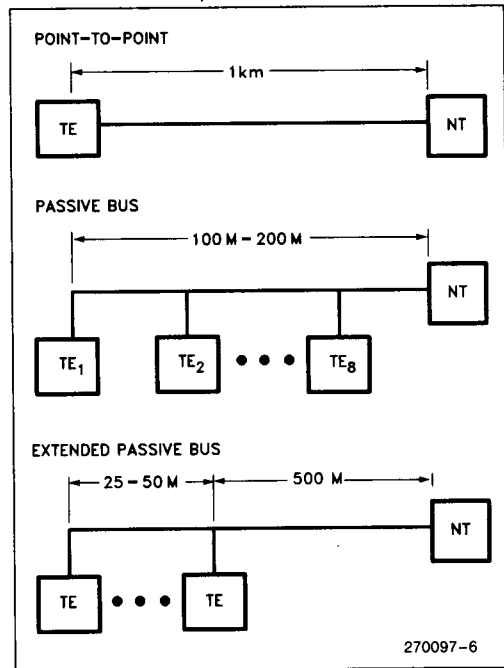 POINT-TO-POINT
1km
TE
NT
PASSIVE BUS
100 M - 200 M
NT
TE1
TE2
TE8
EXTENDED PASSIVE BUS
25 - 50 M
500 M
NT
TE
TE
270097-6